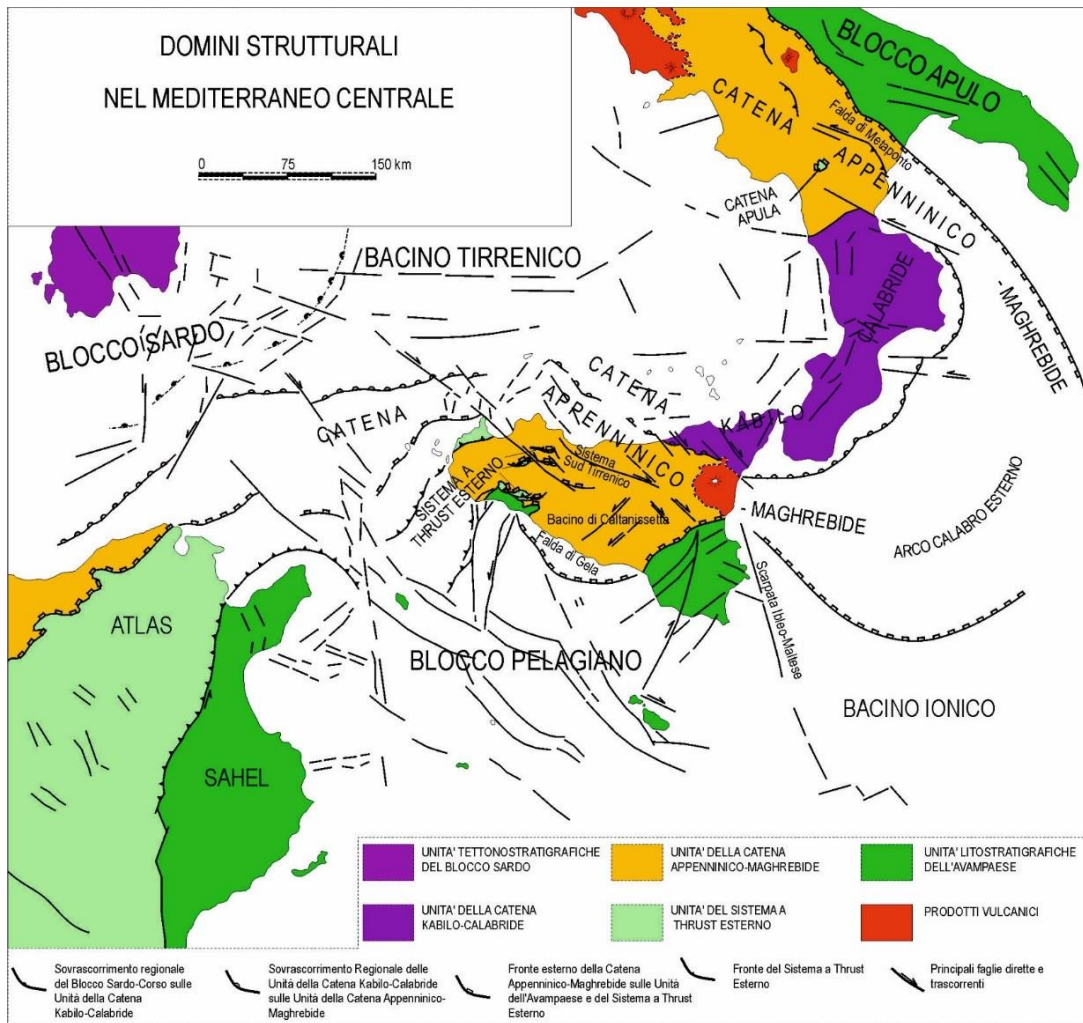 DOMINI STRUTTURALI
NEL MEDITERRANEO CENTRALE
0 75 150 km
BLOCCO APULO
CATENA
Falda di Metaponto
APPENNINICO
CATENA
APULA
- MAGHREBIDE
BACINO TIRRENICO
CALABRIDE
BLOCCO SARDO
CATENA
KABILO
CATENA
APPENNINICO
Sistema
Sud Tirrenico
SISTEMA A
THRUST ESTERNO
Bacino di Caltanissetta
- MAGHREBIDE
ARCO CALABRO ESTERNO
Falda di Gela
Scarpata Ibleo-Maltese
ATLAS
BLOCCO PELAGIANO
BACINO IONICO
SAHEL
UNITA' TETTONOSTRATIGRAFICHE
DEL BLOCCO SARDO
UNITA' DELLA CATENA
APPENNINICO-MAGHREBIDE
UNITA' LITOSTRATIGRAFICHE
DELL'AVAMPAESE
UNITA' DELLA CATENA
KABILO-CALABRIDE
UNITA' DEL SISTEMA A
THRUST ESTERNO
PRODOTTI VULCANICI
Sovrascorrimento regionale
del Blocco Sardo-Corso sulle
Unità della Catena
Kabilo-Calabride
Sovrascorrimento Regionale delle
Unità della Catena Kabilo-Calabride
sulle Unità della Catena Appenninico-
Maghrebide
Fronte esterno della Catena
Appenninico-Maghrebide sulle Unità
dell'Avampaese e del Sistema a Thrust
Esterno
Fronte del Sistema a Thrust
Esterno
Principali faglie dirette e
trascorrenti